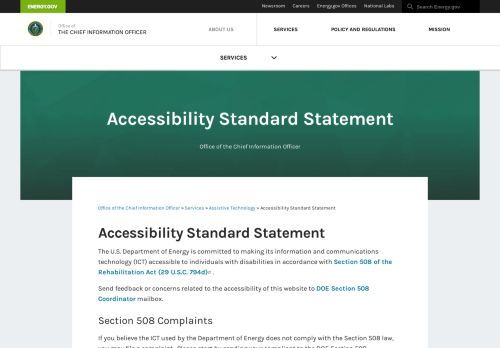 ENERGY.GOV
Newsroom Careers Energy.gov Offices National Labs Search Energy.gov
Office of
THE CHIEF INFORMATION OFFICER
ABOUT US SERVICES POLICY AND REGULATIONS MISSION
SERVICES
Accessibility Standard Statement
Office of the Chief Information Officer
Office of the Chief Information Officer » Services » Assistive Technology » Accessibility Standard Statement
Accessibility Standard Statement
The U.S. Department of Energy is committed to making its information and communications
technology (ICT) accessible to individuals with disabilities in accordance with Section 508 of the
Rehabilitation Act (29 U.S.C. 794d) .
Send feedback or concerns related to the accessibility of this website to DOE Section 508
Coordinator mailbox.
Section 508 Complaints
If you believe the ICT used by the Department of Energy does not comply with the Section 508 law,